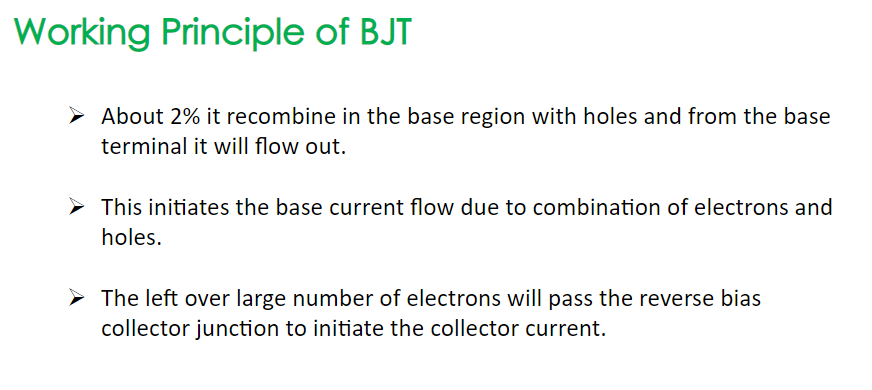 Working Principle of BJT
➢ About 2% it recombine in the base region with holes and from the base
terminal it will flow out.
➢ This initiates the base current flow due to combination of electrons and
holes.
➢ The left over large number of electrons will pass the reverse bias
collector junction to initiate the collector current.